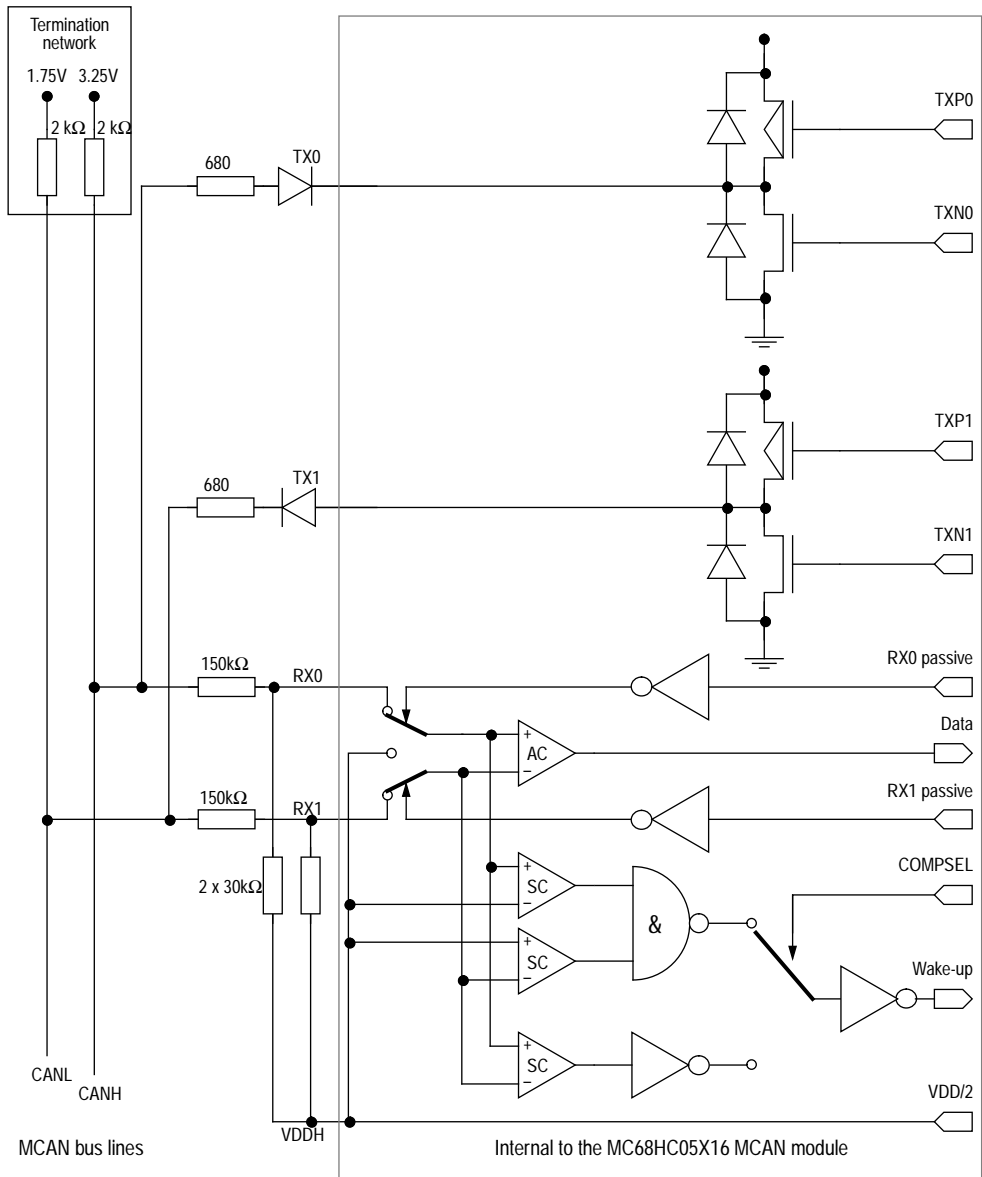 Termination
network
1.75V 3.25V
2 kΩ 2 kΩ
TXP0
680 TX0
TXN0
TXP1
680 TX1
TXN1
150kΩ RX0 RX0 passive
+
AC
−
Data
150kΩ RX1 RX1 passive
2 x 30kΩ
+
SC
−
& COMPSEL
+
SC
−
Wake-up
+
SC
−
CANL
CANH
VDD/2
VDDH
MCAN bus lines
Internal to the MC68HC05X16 MCAN module